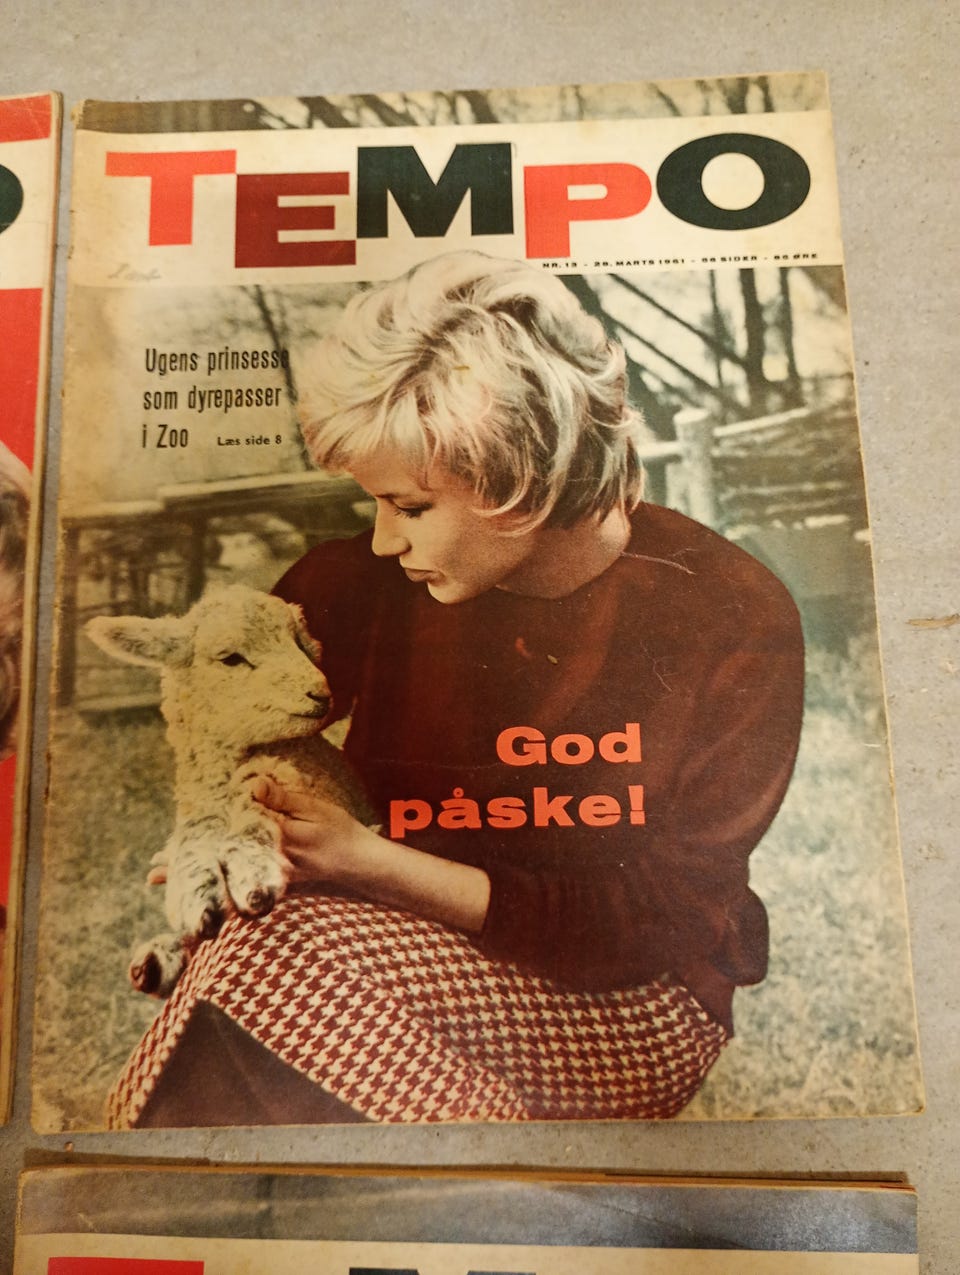 TEMPO
NR. 13 - 28. MARTS 1961 - 56 SIDER - 85 ØRE
Ugens prinsesse
som dyrepasser
i Zoo Læs side 8
God
påske!